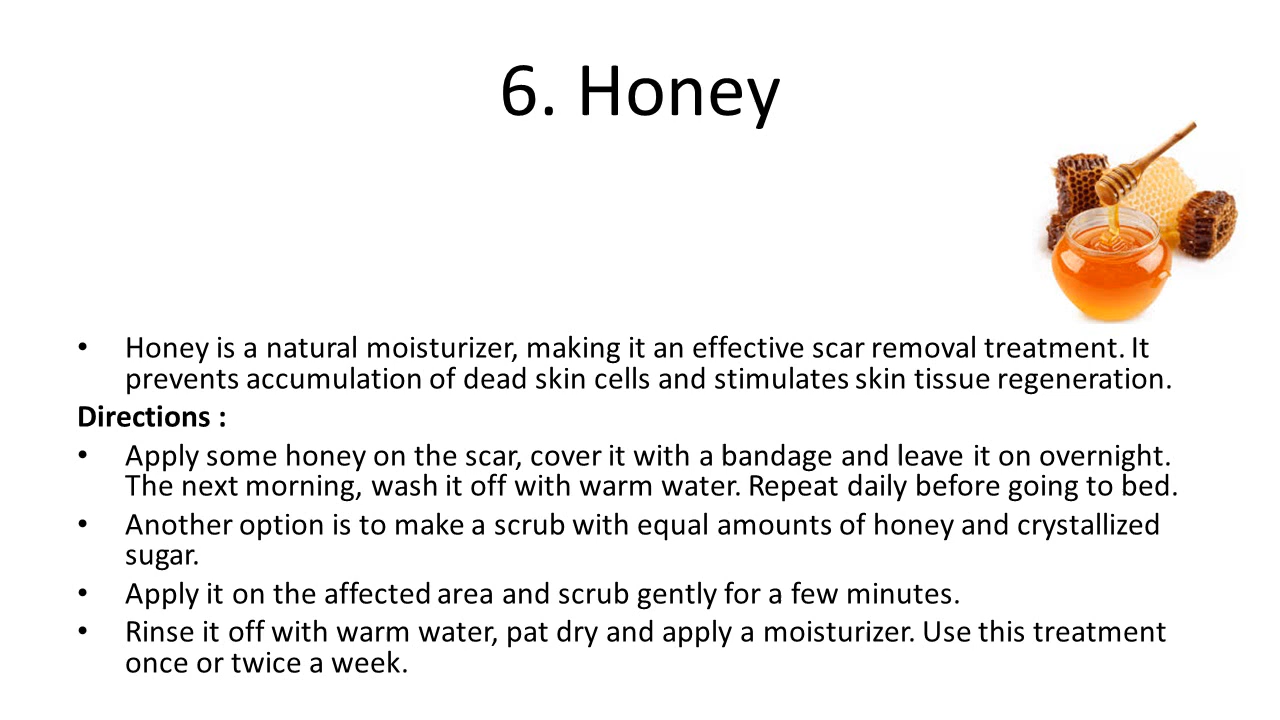 6. Honey
• Honey is a natural moisturizer, making it an effective scar removal treatment. It
prevents accumulation of dead skin cells and stimulates skin tissue regeneration.
Directions :
• Apply some honey on the scar, cover it with a bandage and leave it on overnight.
The next morning, wash it off with warm water. Repeat daily before going to bed.
• Another option is to make a scrub with equal amounts of honey and crystallized
sugar.
• Apply it on the affected area and scrub gently for a few minutes.
• Rinse it off with warm water, pat dry and apply a moisturizer. Use this treatment
once or twice a week.